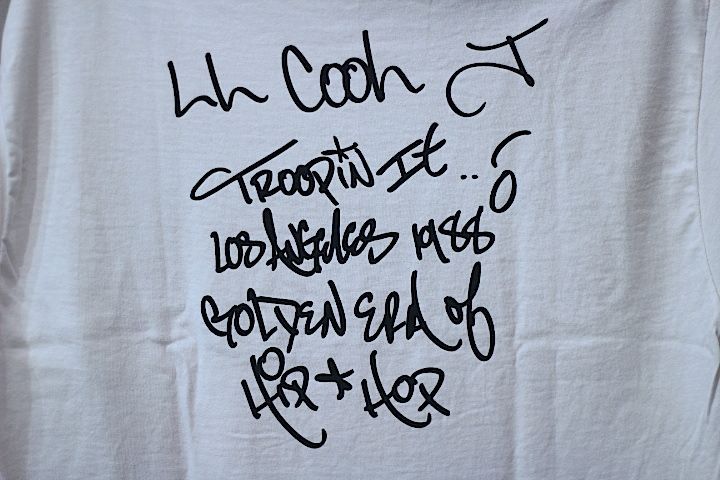 LL Cool J
TROOPiN It..!
LOS ANGELES 1988
GOLDEN ERA of
Hip★HOP